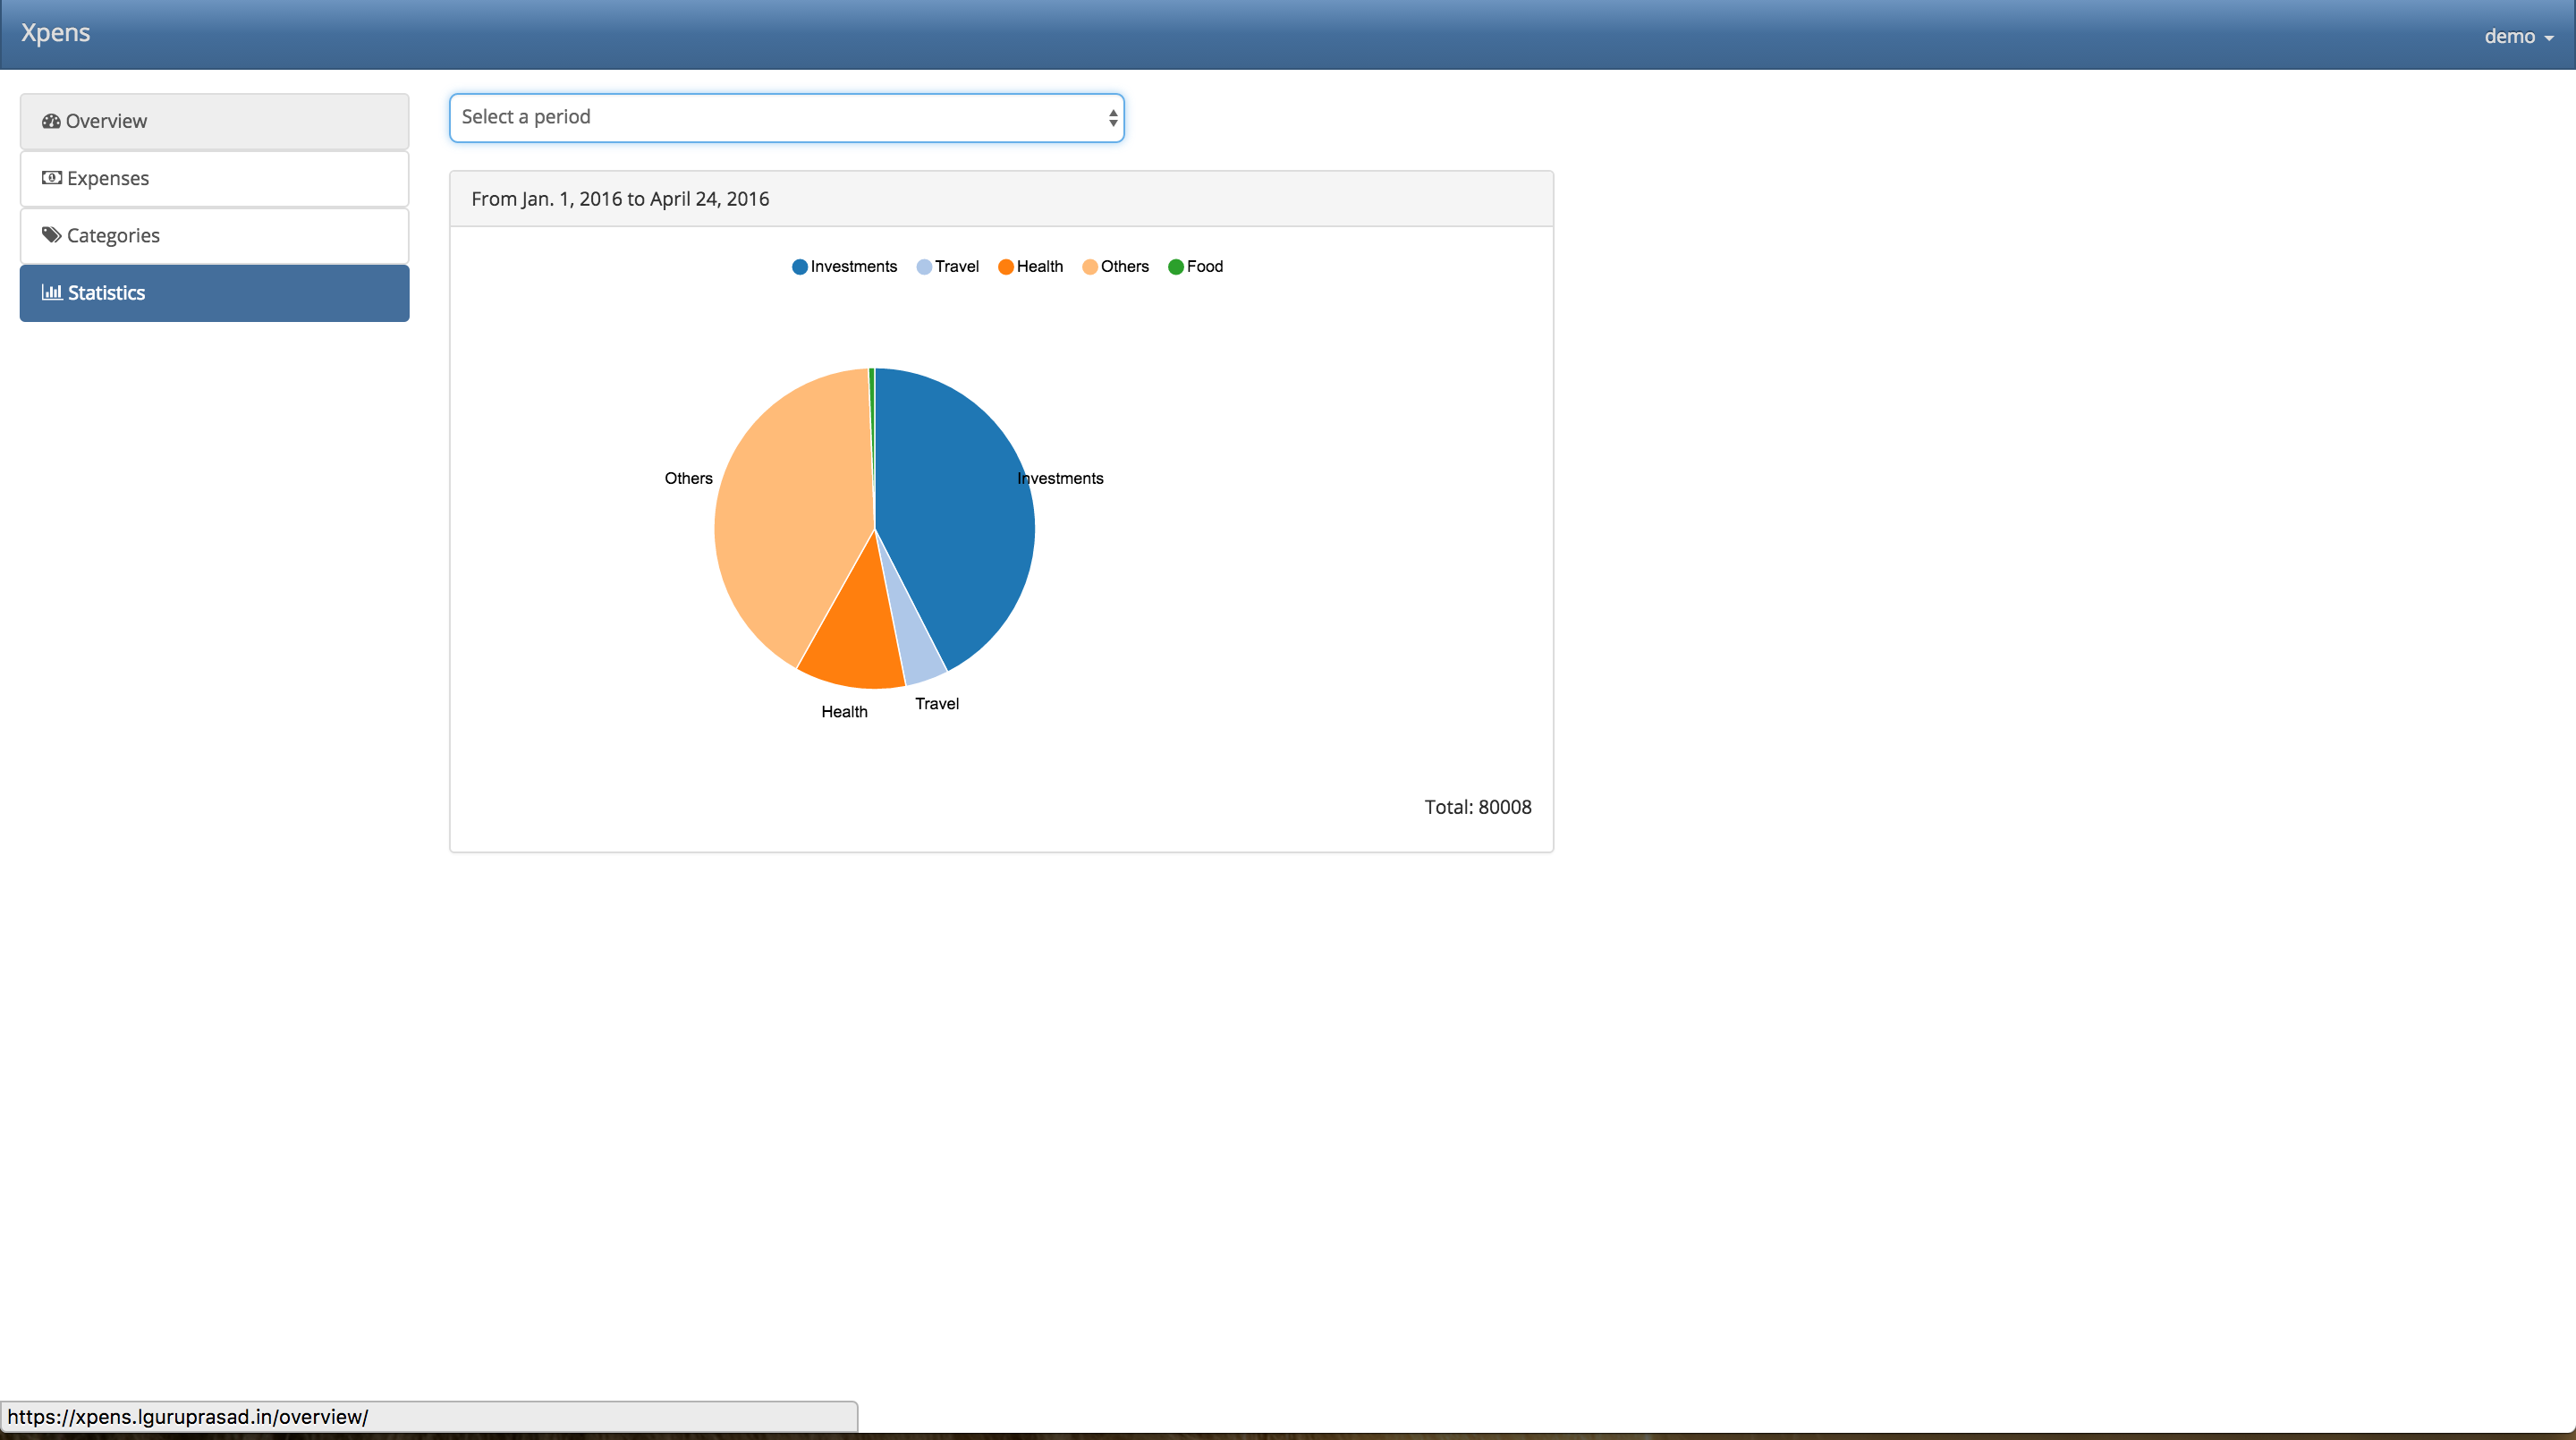 Xpens
demo
Overview
Expenses
Categories
Statistics
Select a period
From Jan. 1, 2016 to April 24, 2016
Investments Travel Health Others Food
Others
Investments
Travel
Health
Total: 80008
https://xpens.lguruprasad.in/overview/